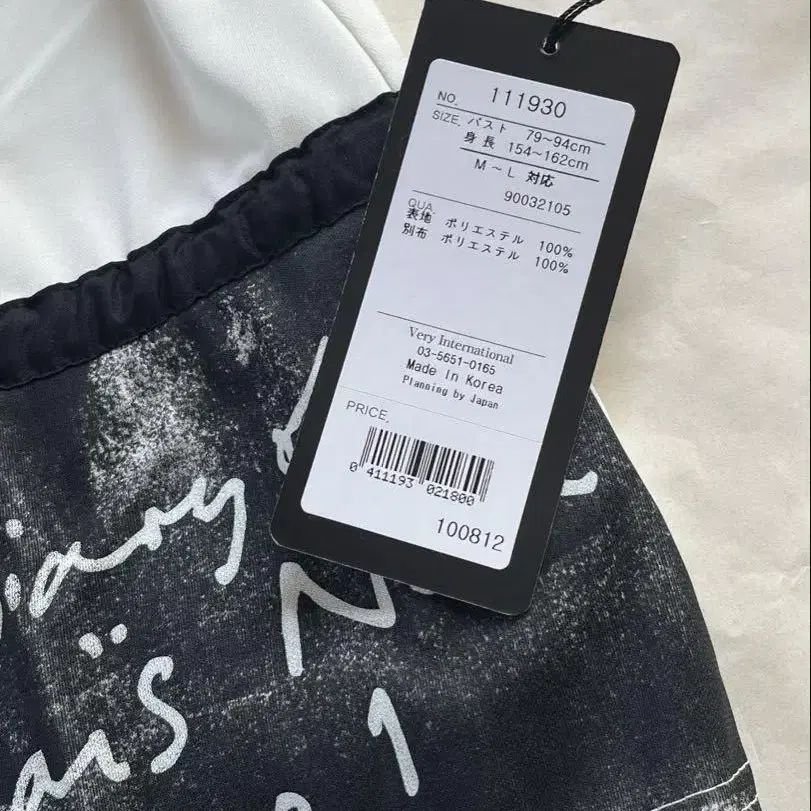 NO. 111930
SIZE. バスト 79~94cm
身長 154~162cm
M ~ L 対応
90032105
QUA.
表地 ポリエステル 100%
別布 ポリエステル 100%
Very International
03-5651-0165
Made In Korea
Planning by Japan
PRICE.
0 411193 021800
100812
1